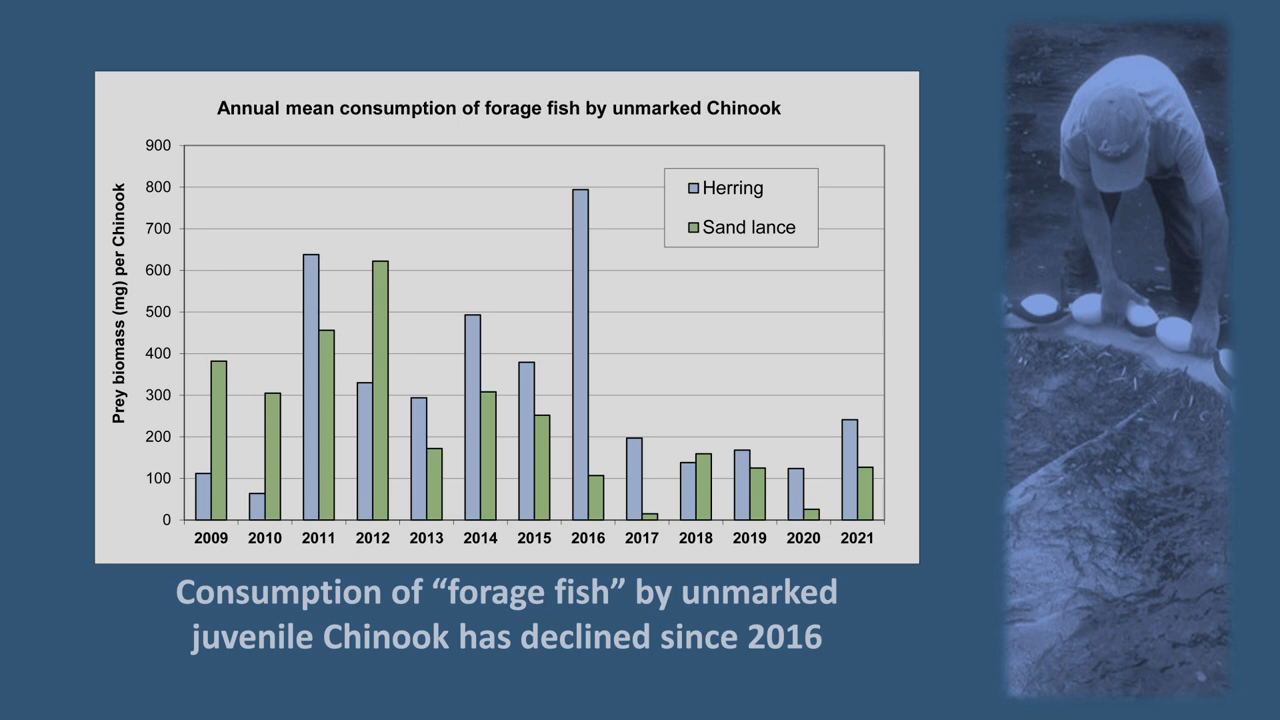 Annual mean consumption of forage fish by unmarked Chinook
Prey biomass (mg) per Chinook
900
800
700
600
500
400
300
200
100
0
Herring
Sand lance
2009 2010 2011 2012 2013 2014 2015 2016 2017 2018 2019 2020 2021
Consumption of “forage fish” by unmarked
juvenile Chinook has declined since 2016